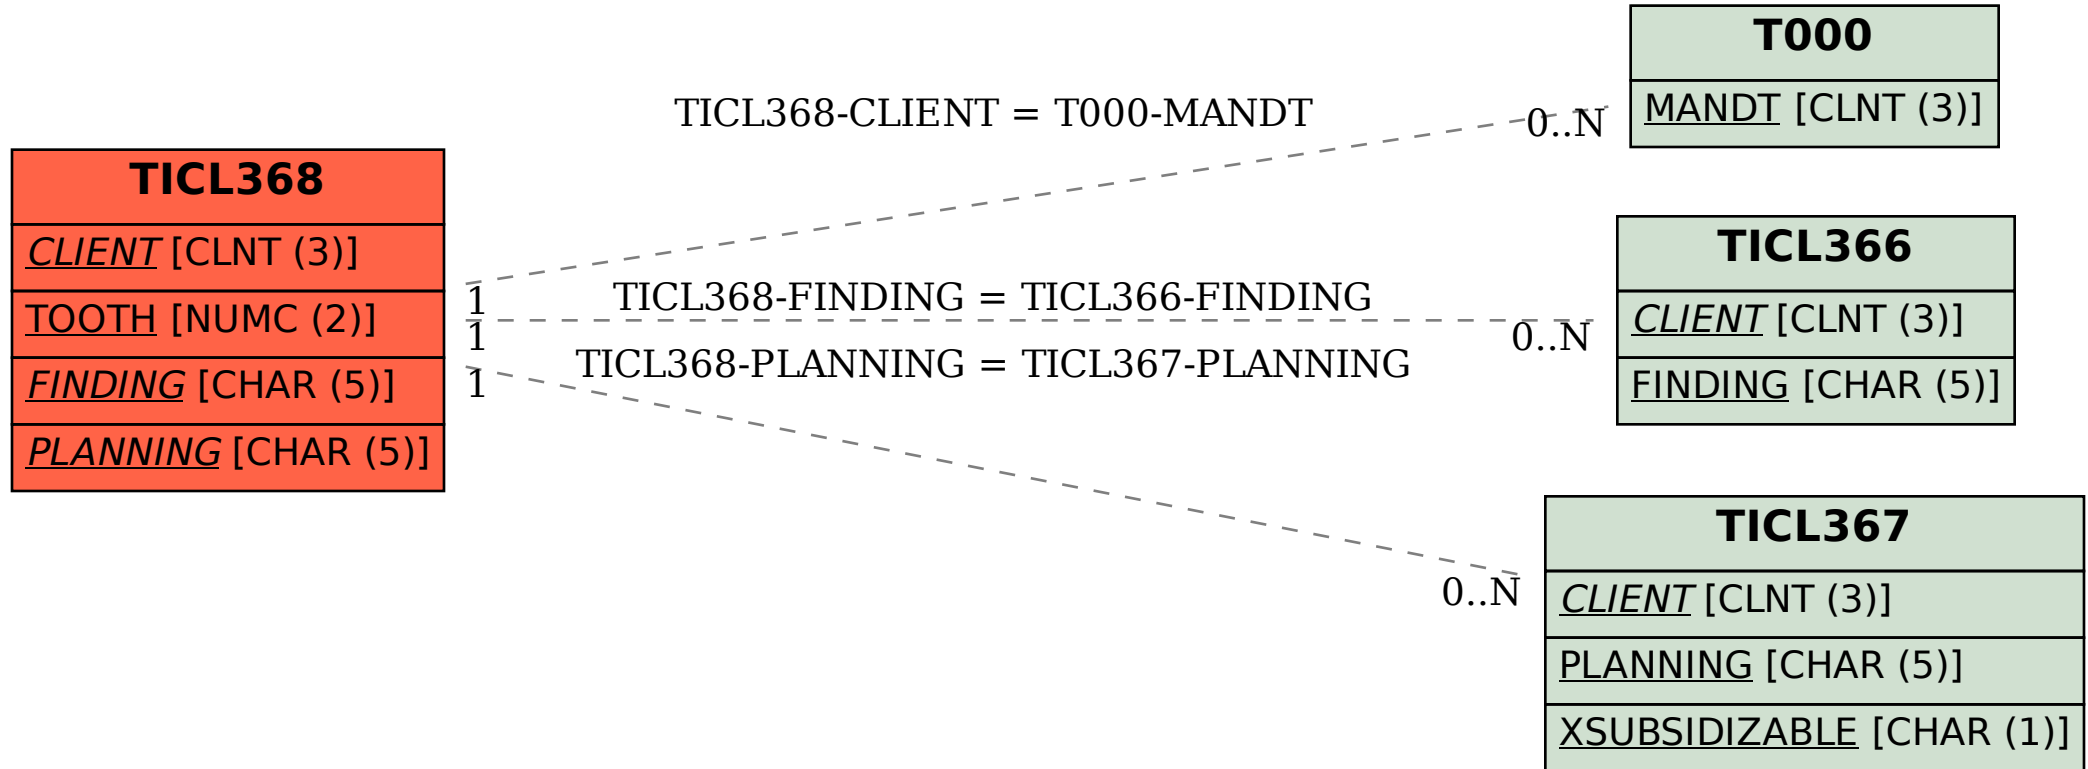 TICL368
CLIENT [CLNT (3)]
TOOTH [NUMC (2)]
FINDING [CHAR (5)]
PLANNING [CHAR (5)]
TICL368-CLIENT = T000-MANDT
1
0..N
TICL368-FINDING = TICL366-FINDING
1
0..N
TICL368-PLANNING = TICL367-PLANNING
1
0..N
T000
MANDT [CLNT (3)]
TICL366
CLIENT [CLNT (3)]
FINDING [CHAR (5)]
TICL367
CLIENT [CLNT (3)]
PLANNING [CHAR (5)]
XSUBSIDIZABLE [CHAR (1)]